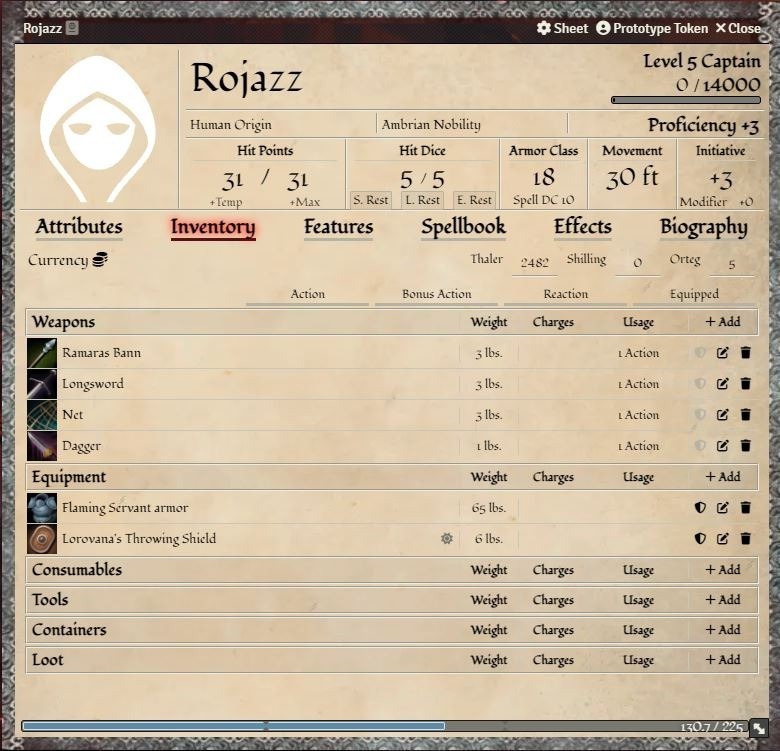 Rojazz Sheet Prototype Token Close
Rojazz
Level 5 Captain
0 / 14000
Human Origin Ambrian Nobility Proficiency +3
Hit Points Hit Dice Armor Class Movement Initiative
31 / 31 5 / 5 18 30 ft +3
+Temp +Max S. Rest L. Rest E. Rest Spell DC 10 Modifier +0
Attributes Inventory Features Spellbook Effects Biography
Currency Thaler 2482 Shilling 0 Orteg 5
Action Bonus Action Reaction Equipped
Weapons Weight Charges Usage + Add
Ramaras Bann 3 lbs. 1 Action
Longsword 3 lbs. 1 Action
Net 3 lbs. 1 Action
Dagger 1 lbs. 1 Action
Equipment Weight Charges Usage + Add
Flaming Servant armor 65 lbs.
Lorovana's Throwing Shield 6 lbs.
Consumables Weight Charges Usage + Add
Tools Weight Charges Usage + Add
Containers Weight Charges Usage + Add
Loot Weight Charges Usage + Add
130.7 / 225